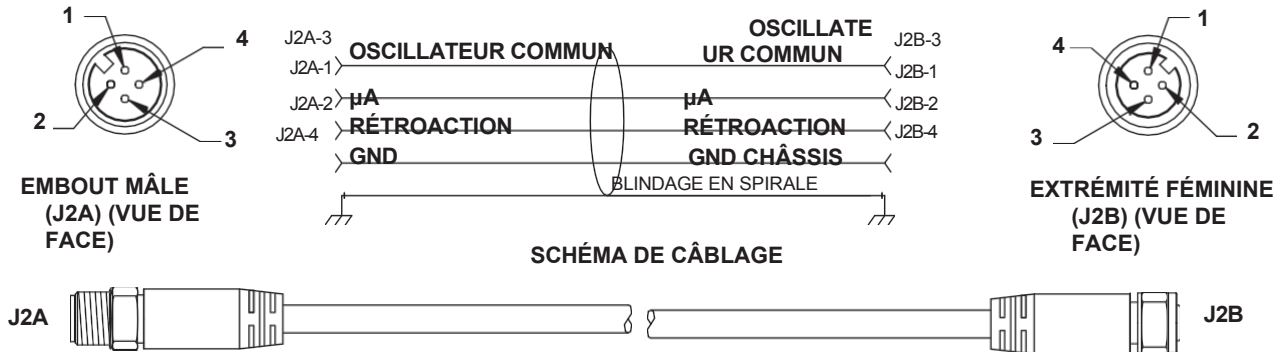 1
4
2
3
EMBOUT MÂLE
(J2A) (VUE DE
FACE)
J2A-3
J2A-1
J2A-2
J2A-4
OSCILLATEUR COMMUN
µA
RÉTROACTION
GND
OSCILLATE
UR COMMUN
µA
RÉTROACTION
GND CHÂSSIS
BLINDAGE EN SPIRALE
J2B-3
J2B-1
J2B-2
J2B-4
1
4
3
2
EXTRÉMITÉ FÉMININE
(J2B) (VUE DE
FACE)
SCHÉMA DE CÂBLAGE
J2A
J2B